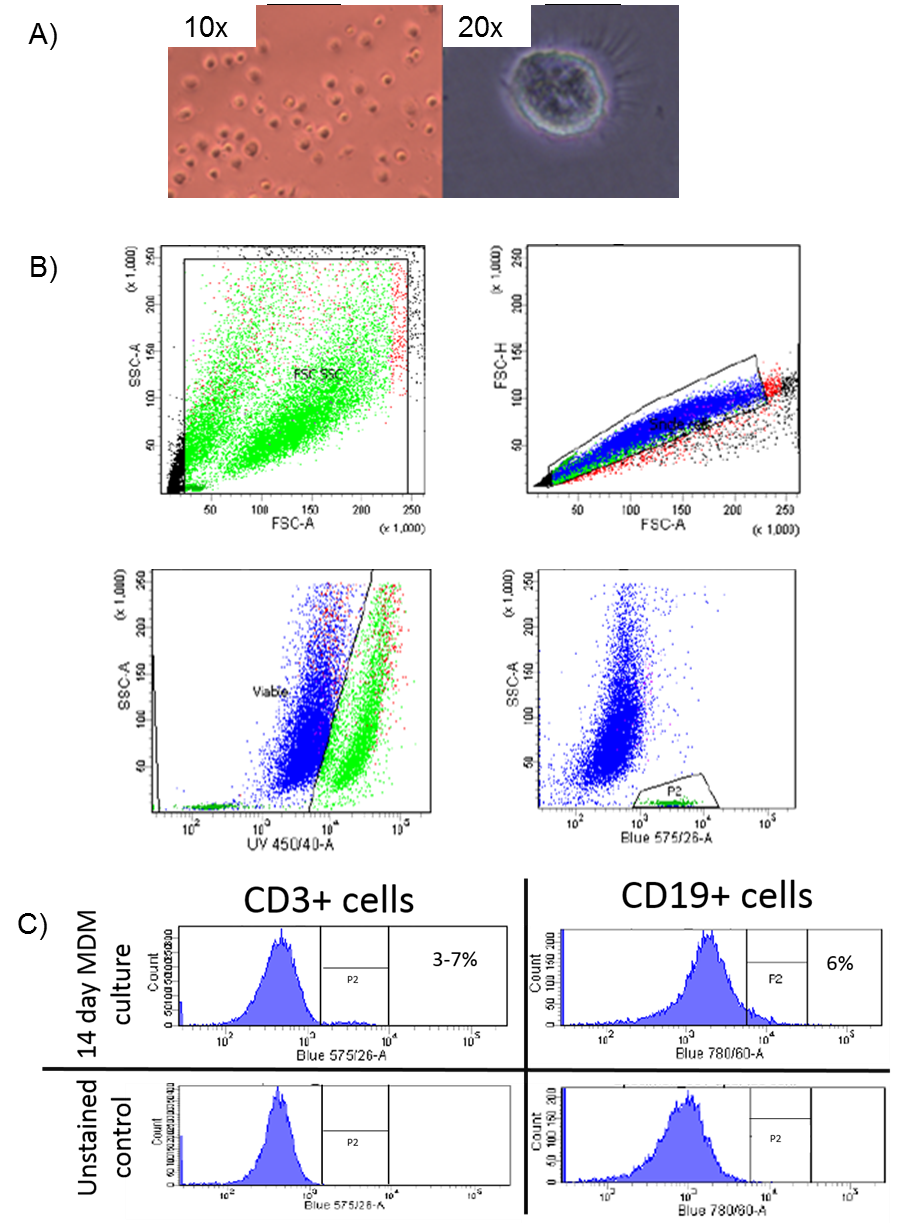 A)
10x
20x
B)
(x 1,000)
250
200
150
100
50
SSC-A
FSC SSC
50 100 150 200 250
FSC-A
(x 1,000)
(x 1,000)
250
200
150
100
50
FSC-H
50 100 150 200 250
FSC-A
(x 1,000)
(x 1,000)
250
200
150
100
50
SSC-A
Viable
10² 10³ 10⁴ 10⁵
UV 450/40-A
(x 1,000)
250
200
150
100
50
SSC-A
P2
10² 10³ 10⁴ 10⁵
Blue 575/26-A
C)
CD3+ cells
CD19+ cells
14 day MDM
culture
Count
P2
3-7%
10² 10³ 10⁴ 10⁵
Blue 575/26-A
Count
200
150
100
50
0
P2
6%
10² 10³ 10⁴ 10⁵
Blue 780/60-A
Unstained
control
Count
P2
10² 10³ 10⁴ 10⁵
Blue 575/26-A
Count
200
150
100
50
0
P2
10² 10³ 10⁴ 10⁵
Blue 780/60-A